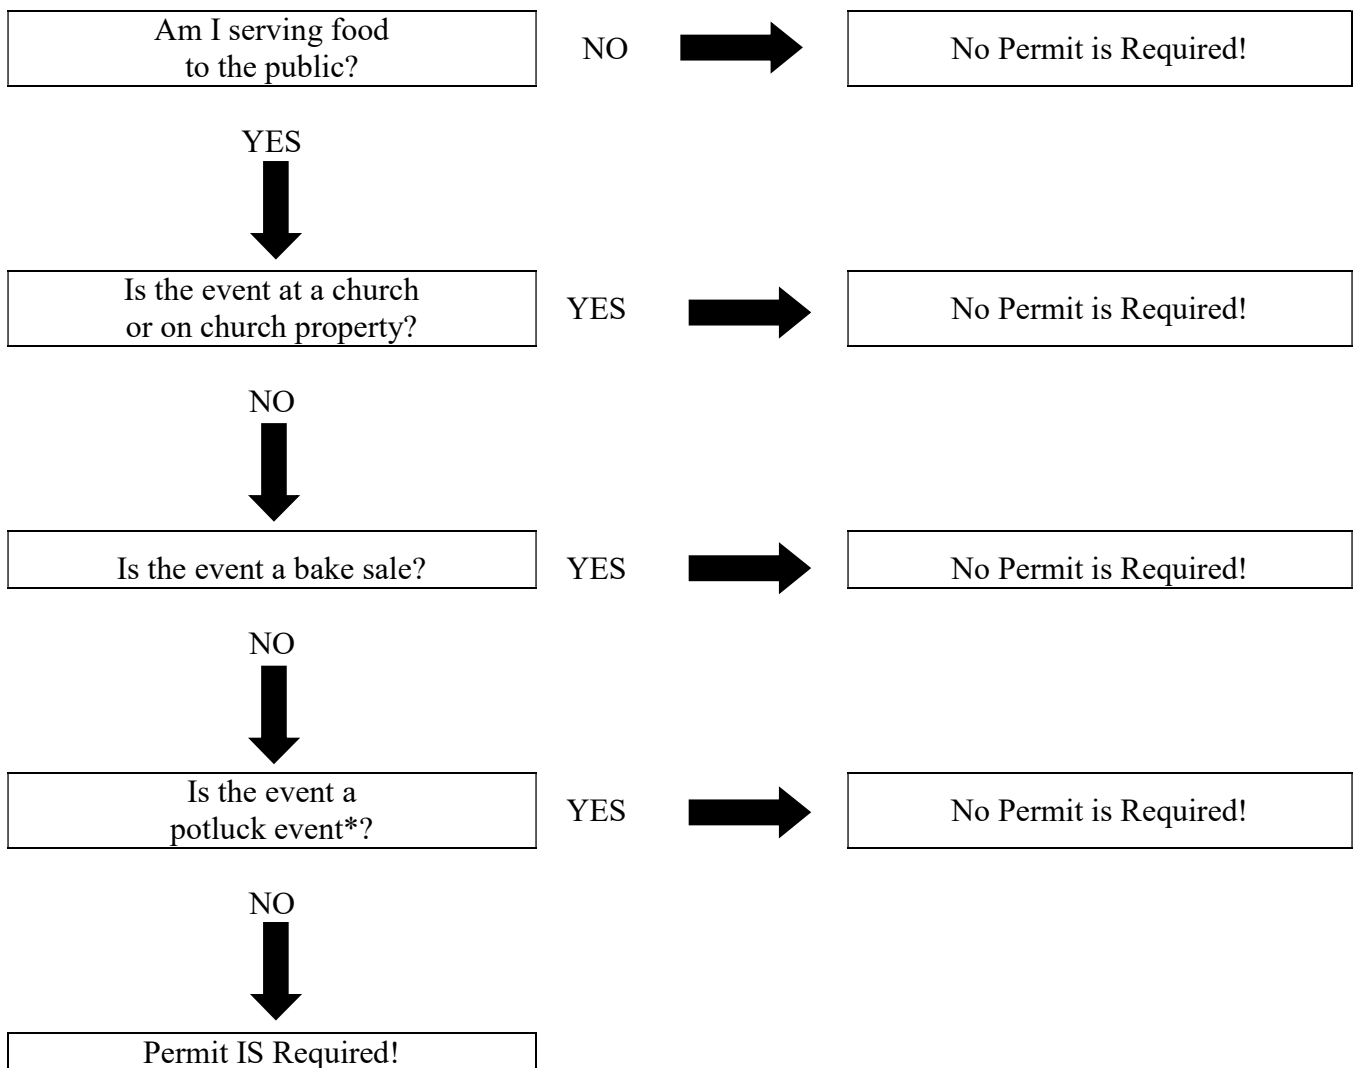 Am I serving food
to the public?
NO
No Permit is Required!
YES
Is the event at a church
or on church property?
YES
No Permit is Required!
NO
Is the event a bake sale?
YES
No Permit is Required!
NO
Is the event a
potluck event*?
YES
No Permit is Required!
NO
Permit IS Required!